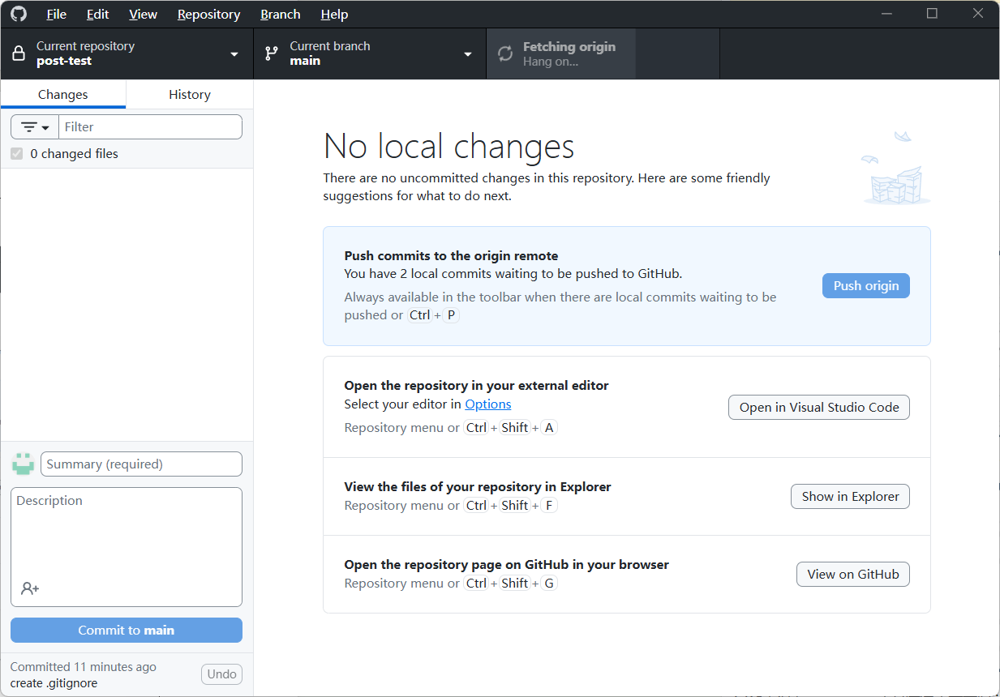 File Edit View Repository Branch Help
Current repository
post-test
Current branch
main
Fetching origin
Hang on...
Changes
History
Filter
0 changed files
No local changes
There are no uncommitted changes in this repository. Here are some friendly
suggestions for what to do next.
Push commits to the origin remote
You have 2 local commits waiting to be pushed to GitHub.
Always available in the toolbar when there are local commits waiting to be
pushed or Ctrl + P
Push origin
Open the repository in your external editor
Select your editor in Options
Repository menu or Ctrl + Shift + A
Open in Visual Studio Code
View the files of your repository in Explorer
Repository menu or Ctrl + Shift + F
Show in Explorer
Open the repository page on GitHub in your browser
Repository menu or Ctrl + Shift + G
View on GitHub
Summary (required)
Description
Commit to main
Committed 11 minutes ago
create .gitignore
Undo